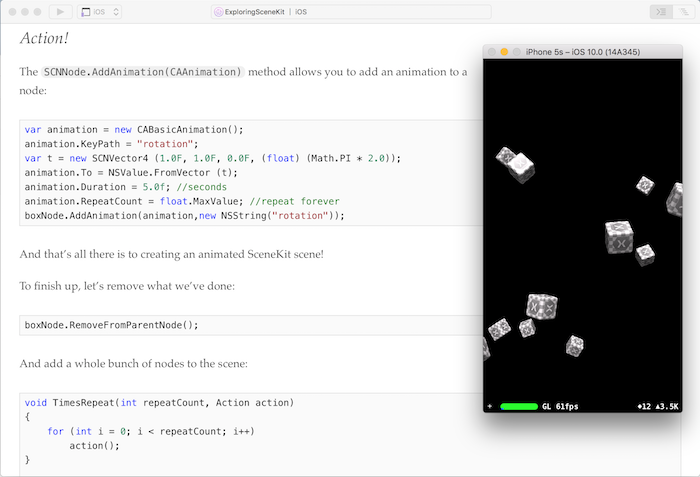 iOS
ExploringSceneKit | iOS
Action!
The SCNNode.AddAnimation(CAAnimation) method allows you to add an animation to a
node:
var animation = new CABasicAnimation();
animation.KeyPath = "rotation";
var t = new SCNVector4 (1.0F, 1.0F, 0.0F, (float) (Math.PI * 2.0));
animation.To = NSValue.FromVector (t);
animation.Duration = 5.0f; //seconds
animation.RepeatCount = float.MaxValue; //repeat forever
boxNode.AddAnimation(animation,new NSString("rotation"));
And that’s all there is to creating an animated SceneKit scene!
To finish up, let’s remove what we’ve done:
boxNode.RemoveFromParentNode();
And add a whole bunch of nodes to the scene:
void TimesRepeat(int repeatCount, Action action)
{
for (int i = 0; i < repeatCount; i++)
action();
}
iPhone 5s – iOS 10.0 (14A345)
+ GL 61fps ♦12 ▲3.5K